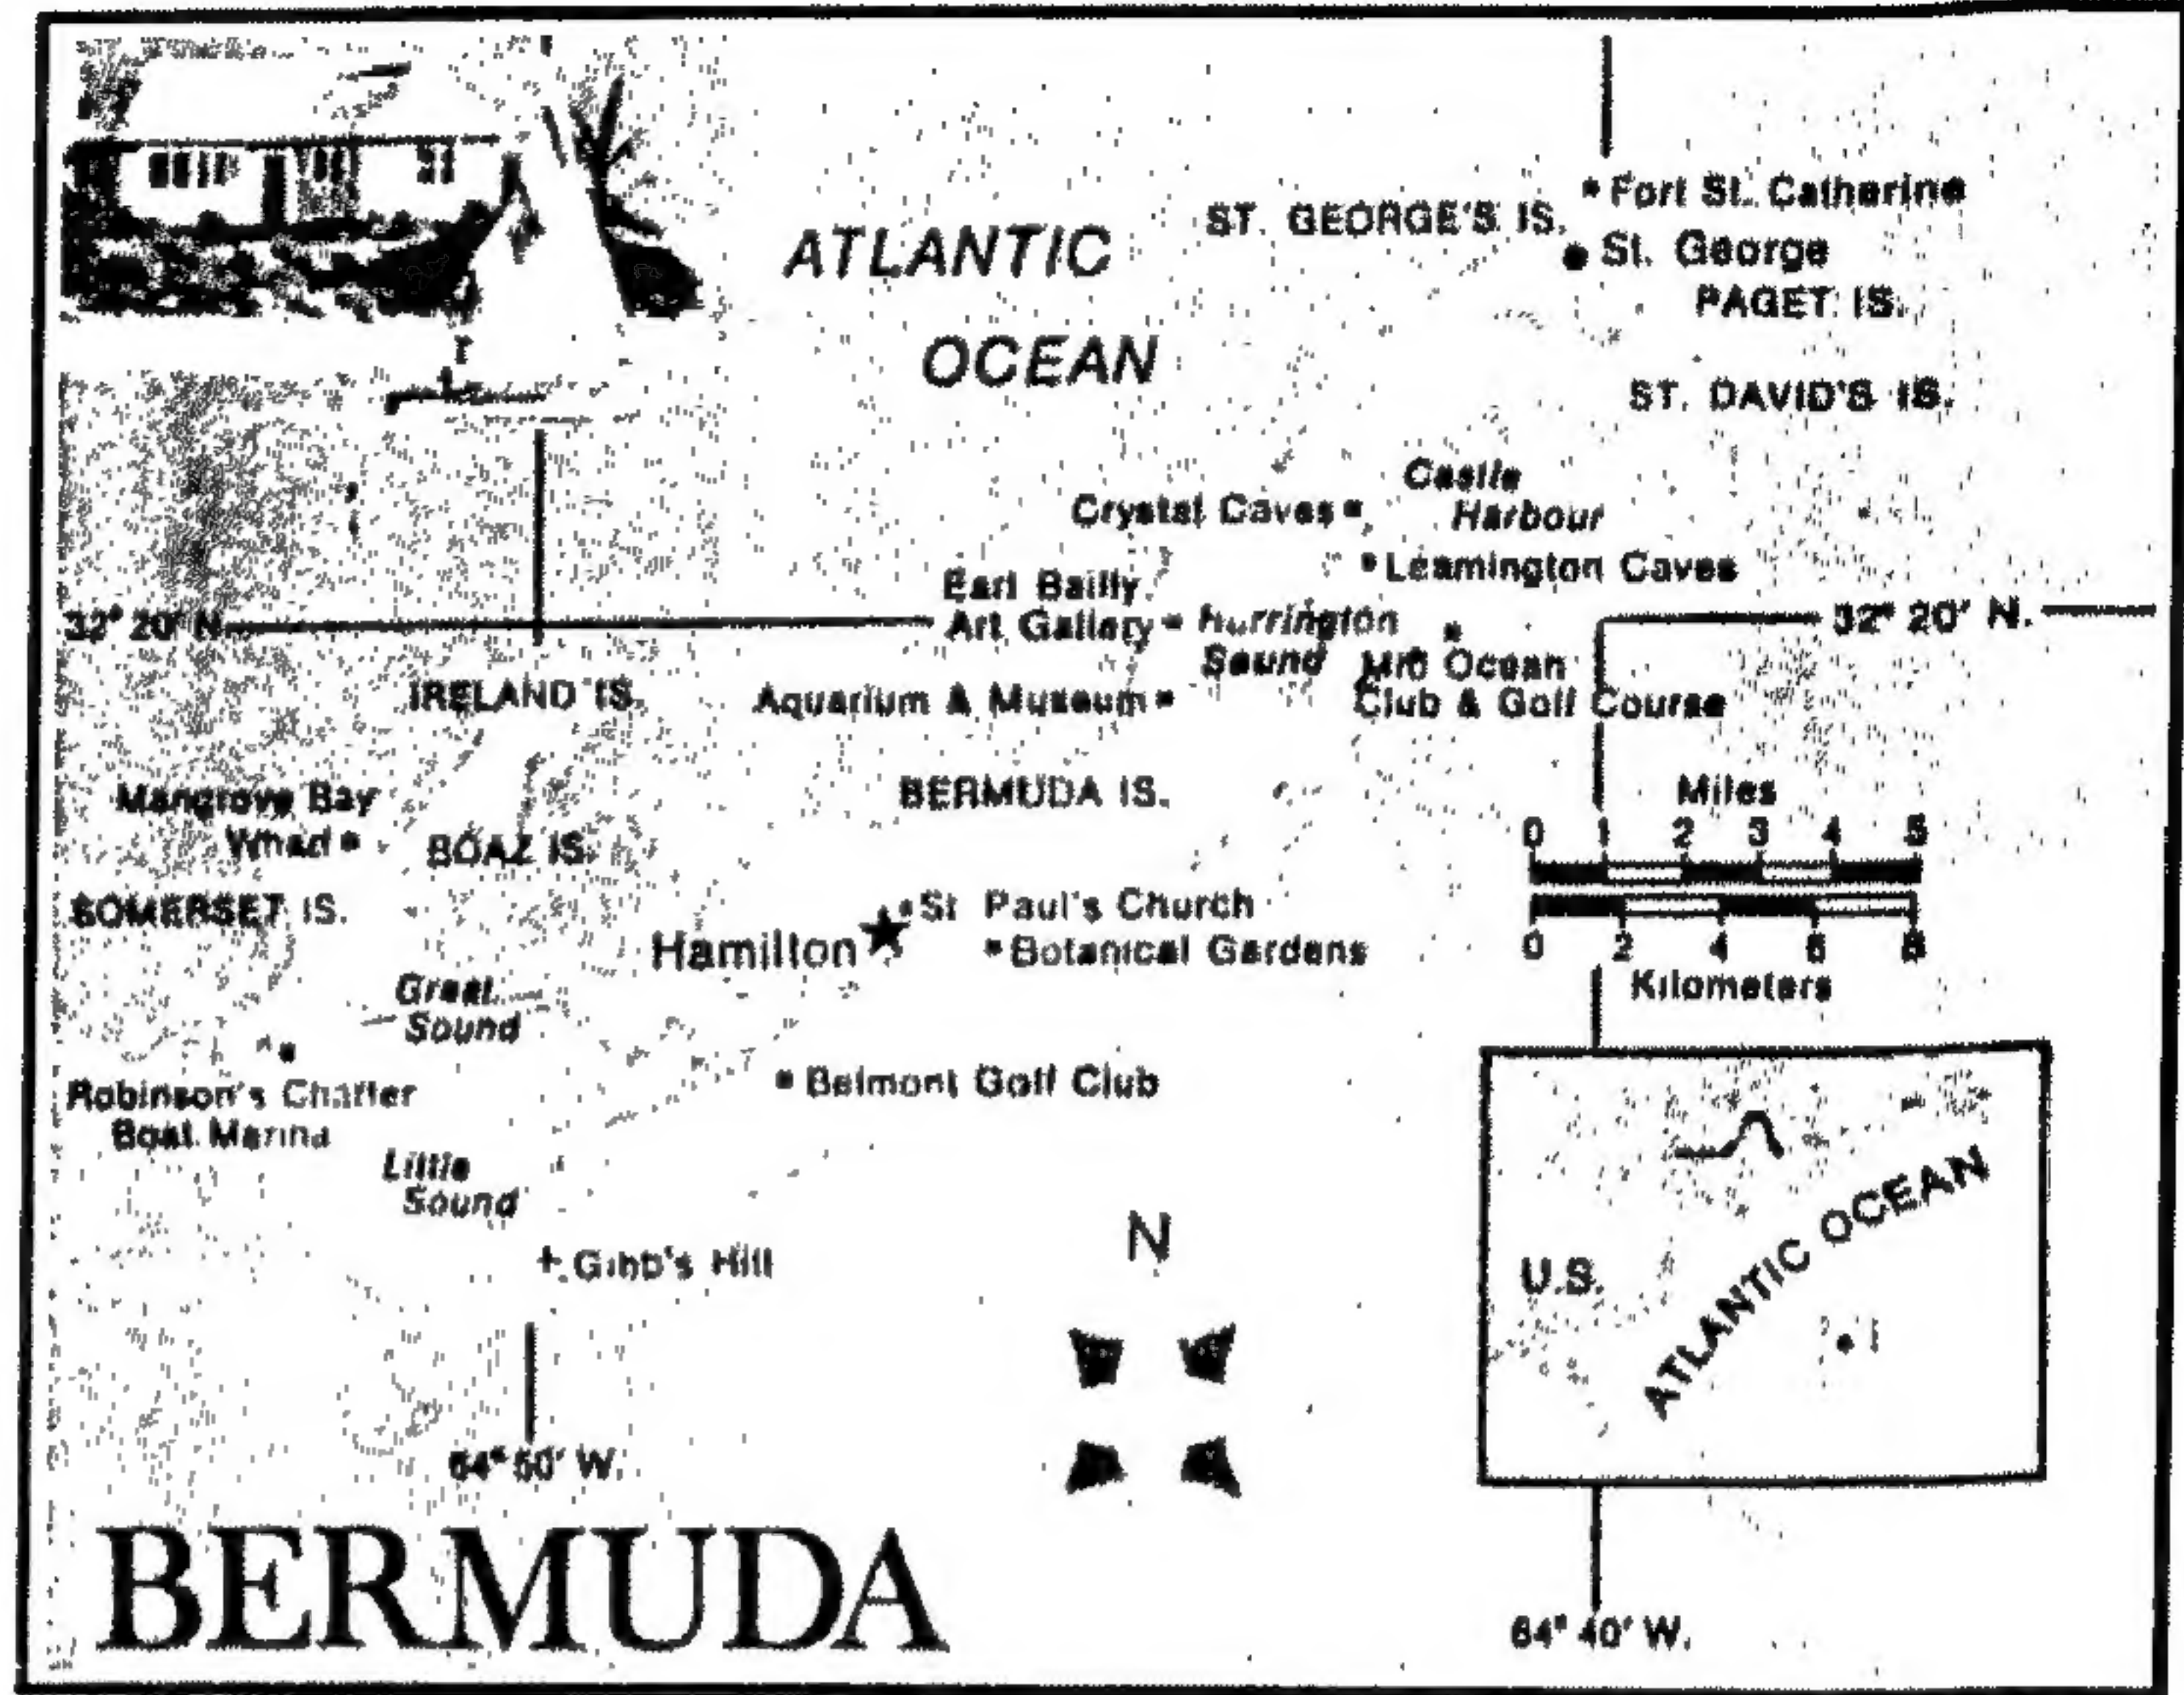 ATLANTIC
OCEAN
ST. GEORGE'S IS.
Fort St. Catherine
St. George
PAGET IS.
ST. DAVID'S IS.
Castle
Harbour
Crystal Caves
Leamington Caves
Earl Bailly
Art Gallery
Harrington
Sound
32° 20' N.
32° 20' N.
Mid Ocean
Club & Golf Course
Aquarium & Museum
IRELAND IS.
BERMUDA IS.
Mangrove Bay
Wharf
BOAZ IS.
SOMERSET IS.
St Paul's Church
Hamilton
Botanical Gardens
Miles
0 1 2 3 4 5
0 2 4 6 8
Kilometers
Great
Sound
Robinson's Charter
Boat Marina
Belmont Golf Club
Little
Sound
Gibb's Hill
N
U.S.
ATLANTIC OCEAN
64° 50' W.
64° 40' W.
BERMUDA